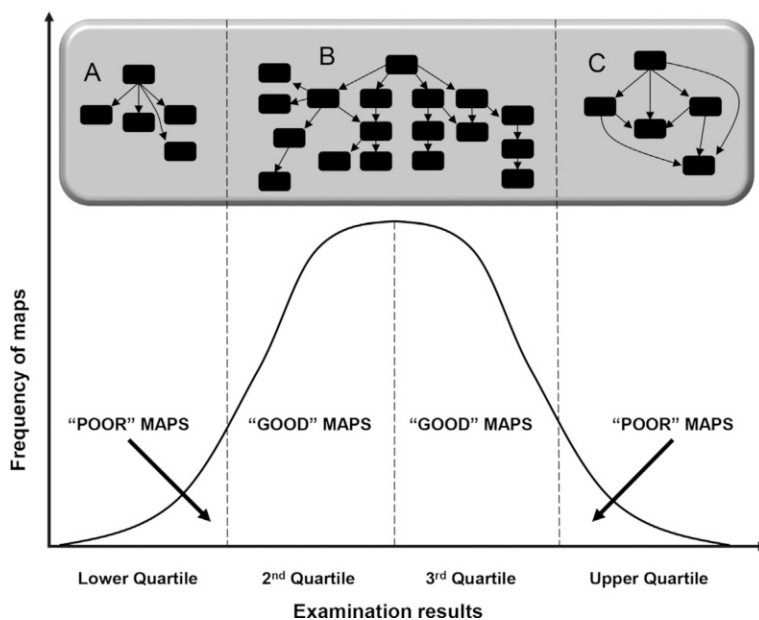 A
B
C
Frequency of maps
“POOR” MAPS
“GOOD” MAPS
“GOOD” MAPS
“POOR” MAPS
Lower Quartile
2nd Quartile
3rd Quartile
Upper Quartile
Examination results